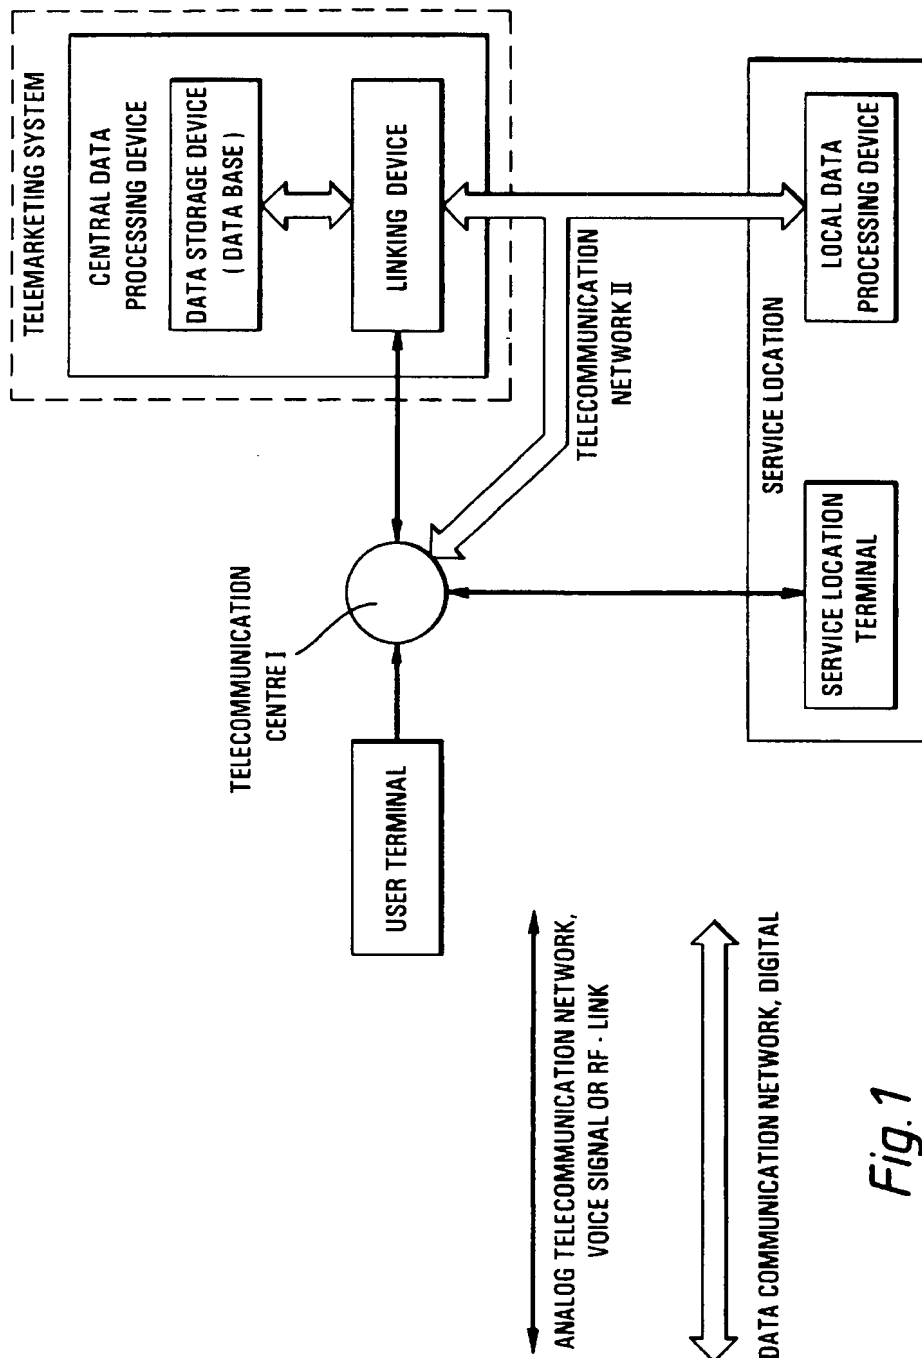 TELEMARKETING SYSTEM
CENTRAL DATA
PROCESSING DEVICE
DATA STORAGE DEVICE
( DATA BASE )
LINKING DEVICE
TELECOMMUNICATION
CENTRE I
USER TERMINAL
TELECOMMUNICATION
NETWORK II
SERVICE LOCATION
SERVICE LOCATION
TERMINAL
LOCAL DATA
PROCESSING DEVICE
ANALOG TELECOMMUNICATION NETWORK,
VOICE SIGNAL OR RF - LINK
DATA COMMUNICATION NETWORK, DIGITAL
Fig. 1